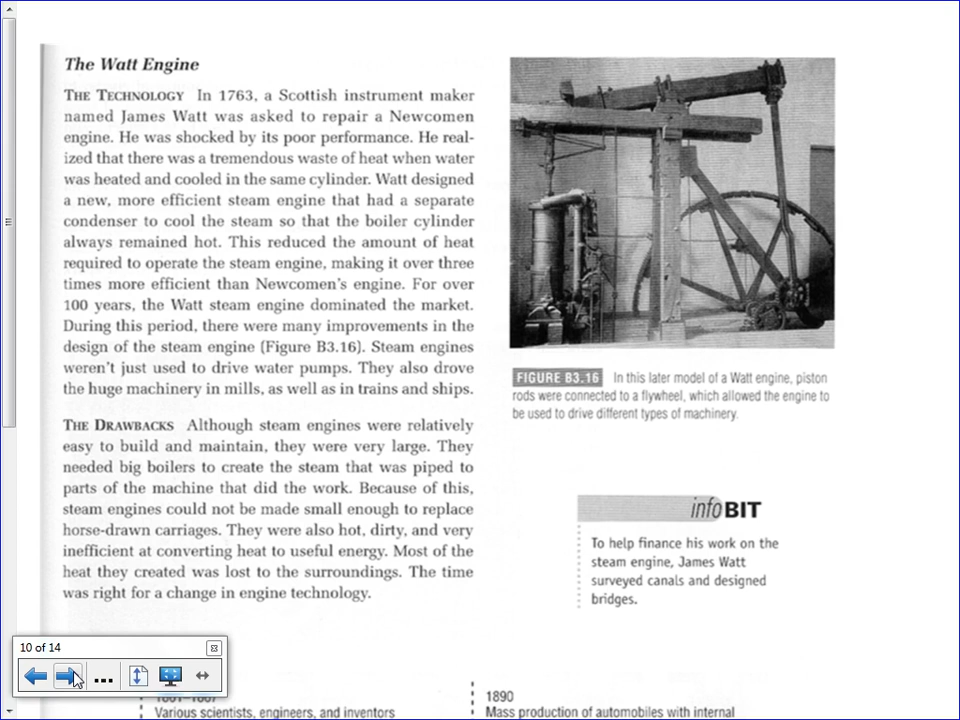 The Watt Engine
THE TECHNOLOGY In 1763, a Scottish instrument maker
named James Watt was asked to repair a Newcomen
engine. He was shocked by its poor performance. He real-
ized that there was a tremendous waste of heat when water
was heated and cooled in the same cylinder. Watt designed
a new, more efficient steam engine that had a separate
condenser to cool the steam so that the boiler cylinder
always remained hot. This reduced the amount of heat
required to operate the steam engine, making it over three
times more efficient than Newcomen's engine. For over
100 years, the Watt steam engine dominated the market.
During this period, there were many improvements in the
design of the steam engine (Figure B3.16). Steam engines
weren't just used to drive water pumps. They also drove
the huge machinery in mills, as well as in trains and ships.
THE DRAWBACKS Although steam engines were relatively
easy to build and maintain, they were very large. They
needed big boilers to create the steam that was piped to
parts of the machine that did the work. Because of this,
steam engines could not be made small enough to replace
horse-drawn carriages. They were also hot, dirty, and very
inefficient at converting heat to useful energy. Most of the
heat they created was lost to the surroundings. The time
was right for a change in engine technology.
FIGURE B3.16 In this later model of a Watt engine, piston
rods were connected to a flywheel, which allowed the engine to
be used to drive different types of machinery.
infoBIT
To help finance his work on the
steam engine, James Watt
surveyed canals and designed
bridges.
10 of 14
Various scientists, engineers, and inventors
1890
Mass production of automobiles with internal